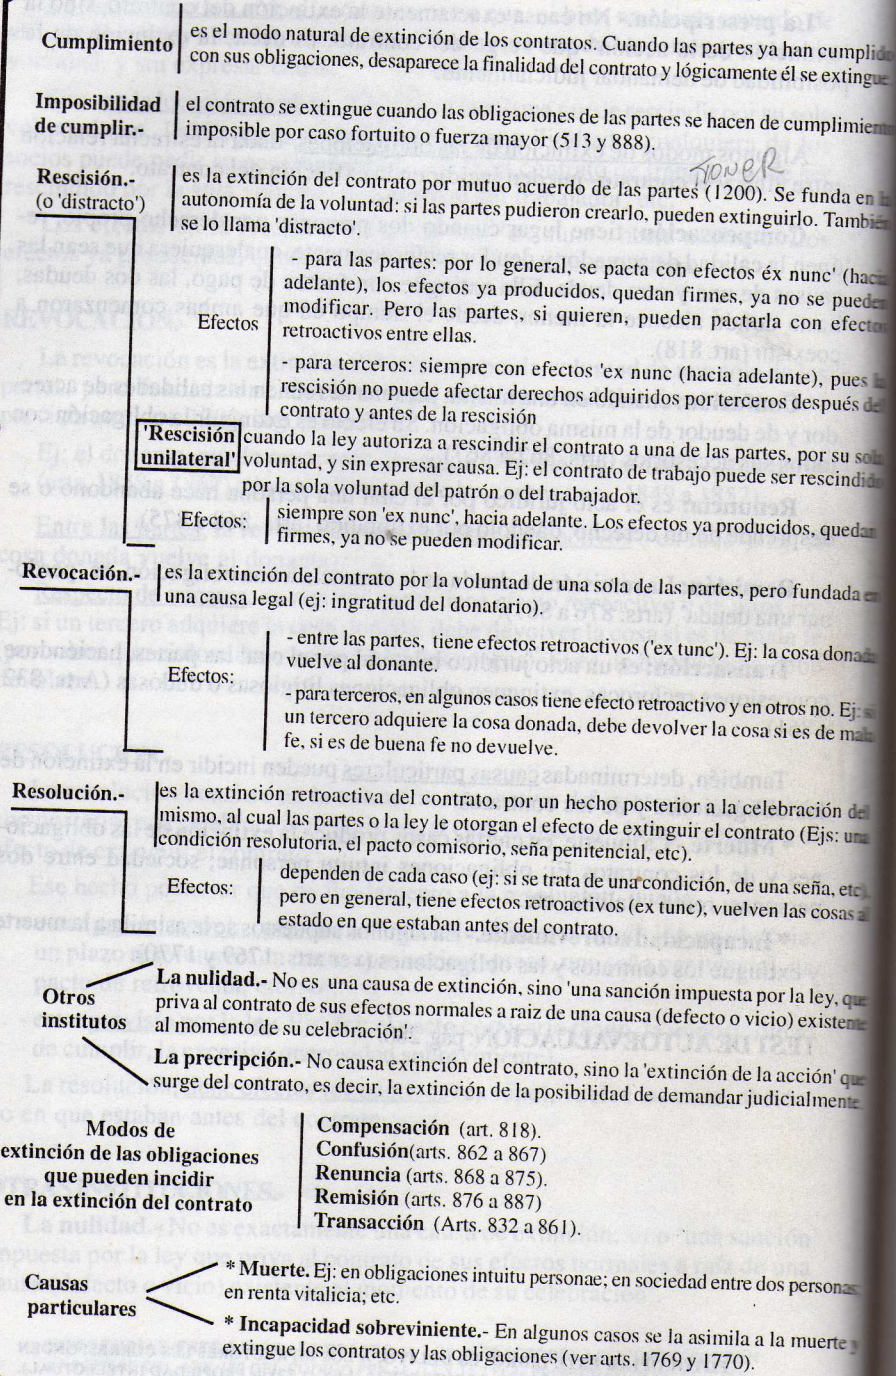 Cumplimiento
es el modo natural de extinción de los contratos. Cuando las partes ya han cumplido
con sus obligaciones, desaparece la finalidad del contrato y lógicamente él se extingue
Imposibilidad
de cumplir.-
el contrato se extingue cuando las obligaciones de las partes se hacen de cumplimiento
imposible por caso fortuito o fuerza mayor (513 y 888).
Rescisión.-
(o 'distracto')
es la extinción del contrato por mutuo acuerdo de las partes (1200). Se funda en la
autonomía de la voluntad: si las partes pudieron crearlo, pueden extinguirlo. También
se lo llama 'distracto'.
Efectos
- para las partes: por lo general, se pacta con efectos éx nunc' (hacia
adelante), los efectos ya producidos, quedan firmes, ya no se pueden
modificar. Pero las partes, si quieren, pueden pactarla con efectos
retroactivos entre ellas.
- para terceros: siempre con efectos 'ex nunc (hacia adelante), pues la
rescisión no puede afectar derechos adquiridos por terceros después del
contrato y antes de la rescisión
'Rescisión
unilateral'
cuando la ley autoriza a rescindir el contrato a una de las partes, por su sola
voluntad, y sin expresar causa. Ej: el contrato de trabajo puede ser rescindido
por la sola voluntad del patrón o del trabajador.
Efectos:
siempre son 'ex nunc', hacia adelante. Los efectos ya producidos, quedan
firmes, ya no se pueden modificar.
Revocación.-
es la extinción del contrato por la voluntad de una sola de las partes, pero fundada en
una causa legal (ej: ingratitud del donatario).
Efectos:
- entre las partes, tiene efectos retroactivos ('ex tunc'). Ej: la cosa donada
vuelve al donante.
- para terceros, en algunos casos tiene efecto retroactivo y en otros no. Ej: si
un tercero adquiere la cosa donada, debe devolver la cosa si es de mala
fe, si es de buena fe no devuelve.
Resolución.-
es la extinción retroactiva del contrato, por un hecho posterior a la celebración del
mismo, al cual las partes o la ley le otorgan el efecto de extinguir el contrato (Ejs: una
condición resolutoria, el pacto comisorio, seña penitencial, etc).
Efectos:
dependen de cada caso (ej: si se trata de una condición, de una seña, etc),
pero en general, tiene efectos retroactivos (ex tunc), vuelven las cosas al
estado en que estaban antes del contrato.
Otros
institutos
La nulidad.- No es una causa de extinción, sino 'una sanción impuesta por la ley, que
priva al contrato de sus efectos normales a raiz de una causa (defecto o vicio) existente
al momento de su celebración".
La precripción.- No causa extinción del contrato, sino la 'extinción de la acción' que
surge del contrato, es decir, la extinción de la posibilidad de demandar judicialmente.
Modos de
extinción de las obligaciones
que pueden incidir
en la extinción del contrato
Compensación (art. 818).
Confusión(arts. 862 a 867)
Renuncia (arts. 868 a 875).
Remisión (arts. 876 a 887)
Transacción (Arts. 832 a 861).
Causas
particulares
* Muerte. Ej: en obligaciones intuitu personae; en sociedad entre dos personas;
en renta vitalicia; etc.
* Incapacidad sobreviniente.- En algunos casos se la asimila a la muerte y
extingue los contratos y las obligaciones (ver arts. 1769 y 1770).